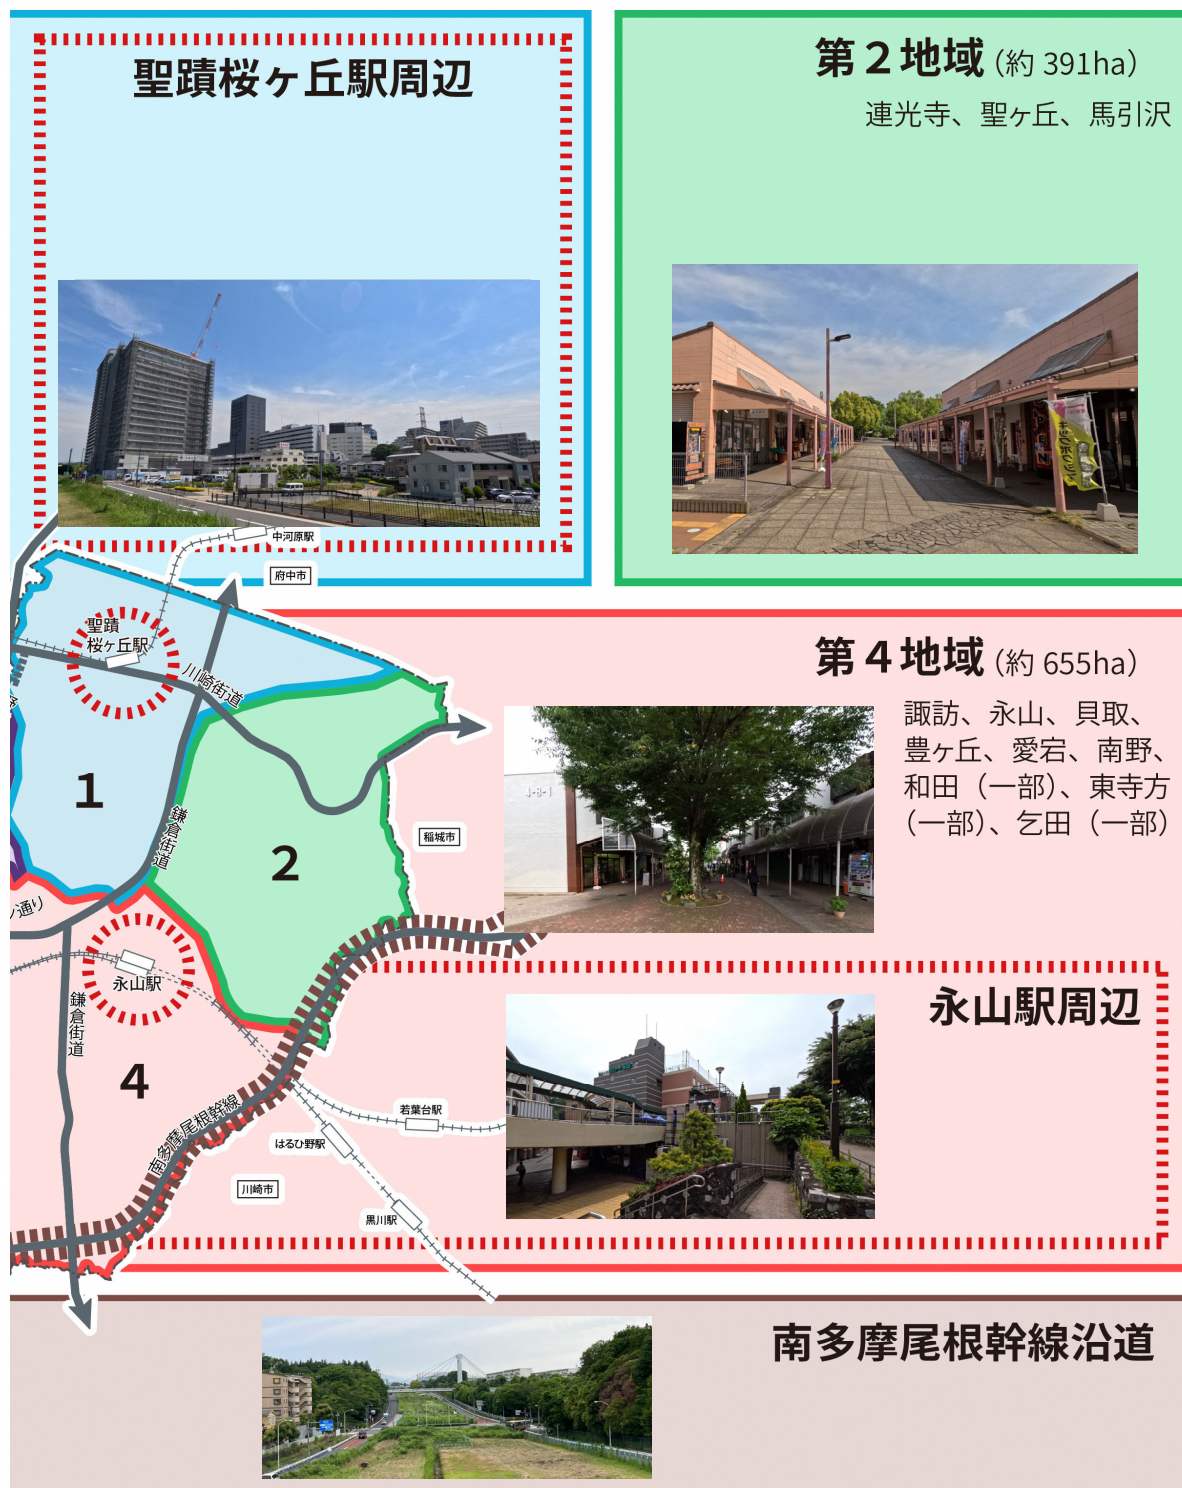 聖蹟桜ヶ丘駅周辺
第２地域（約 391ha）
連光寺、聖ヶ丘、馬引沢
中河原駅
府中市
聖蹟
桜ヶ丘駅
川崎街道
1
鎌倉街道
2
稲城市
通り
永山駅
鎌倉街道
4
南多摩尾根幹線
若葉台駅
はるひ野駅
川崎市
黒川駅
第４地域（約 655ha）
諏訪、永山、貝取、
豊ヶ丘、愛宕、南野、
和田（一部）、東寺方
（一部）、乞田（一部）
4-8-1
永山駅周辺
南多摩尾根幹線沿道